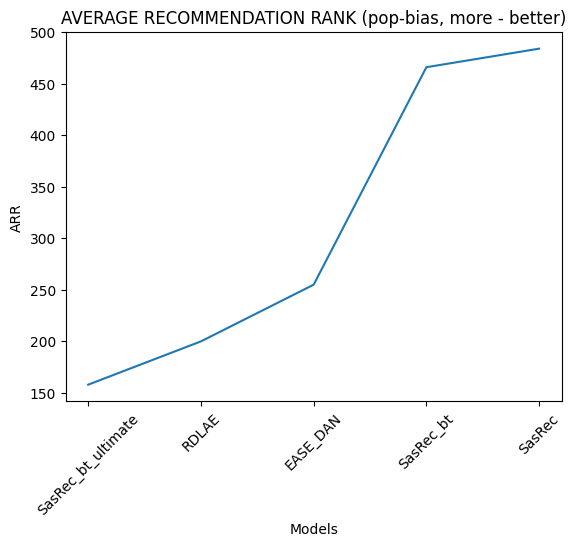 AVERAGE RECOMMENDATION RANK (pop-bias, more - better)
500
450
400
350
300
250
200
150
ARR
SasRec_bt_ultimate
RDLAE
EASE_DAN
SasRec_bt
SasRec
Models